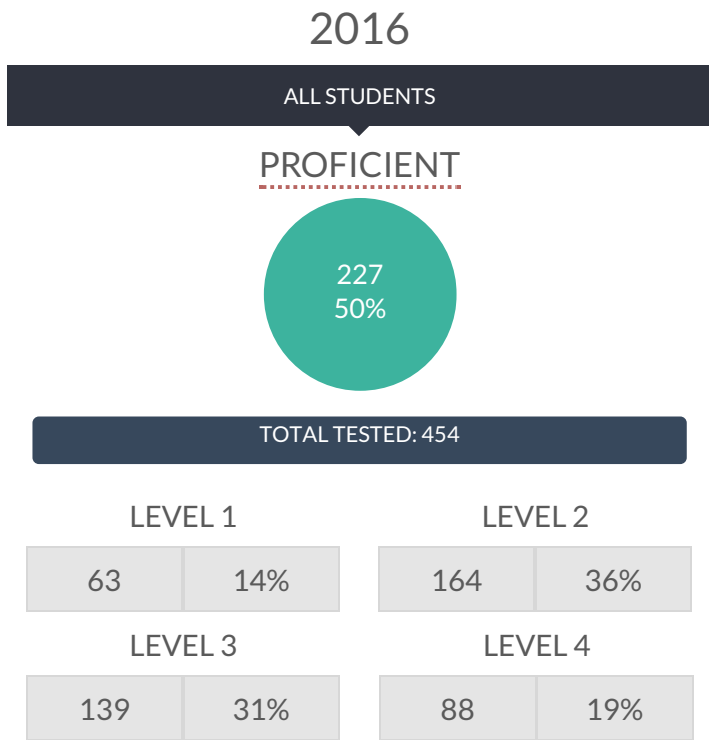 2016
ALL STUDENTS
PROFICIENT
227
50%
TOTAL TESTED: 454
LEVEL 1
63 14%
LEVEL 2
164 36%
LEVEL 3
139 31%
LEVEL 4
88 19%